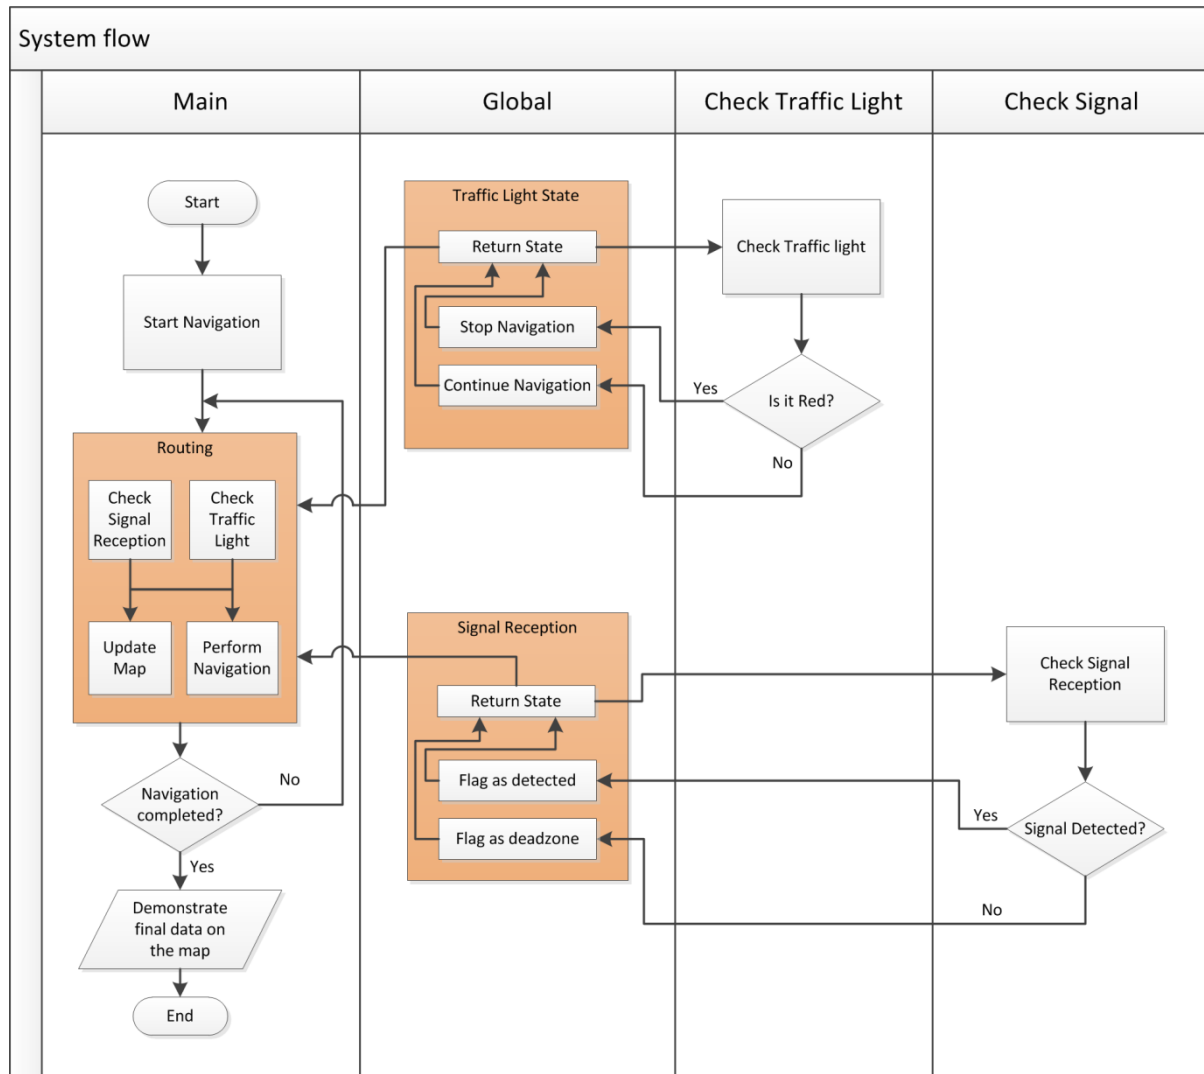 System flow
Main
Global
Check Traffic Light
Check Signal
Start
Start Navigation
Routing
Check
Signal
Reception
Check
Traffic
Light
Update
Map
Perform
Navigation
Navigation
completed?
No
Yes
Demonstrate
final data on
the map
End
Traffic Light State
Return State
Stop Navigation
Continue Navigation
Signal Reception
Return State
Flag as detected
Flag as deadzone
Check Traffic light
Is it Red?
Yes
No
Check Signal
Reception
Signal Detected?
Yes
No